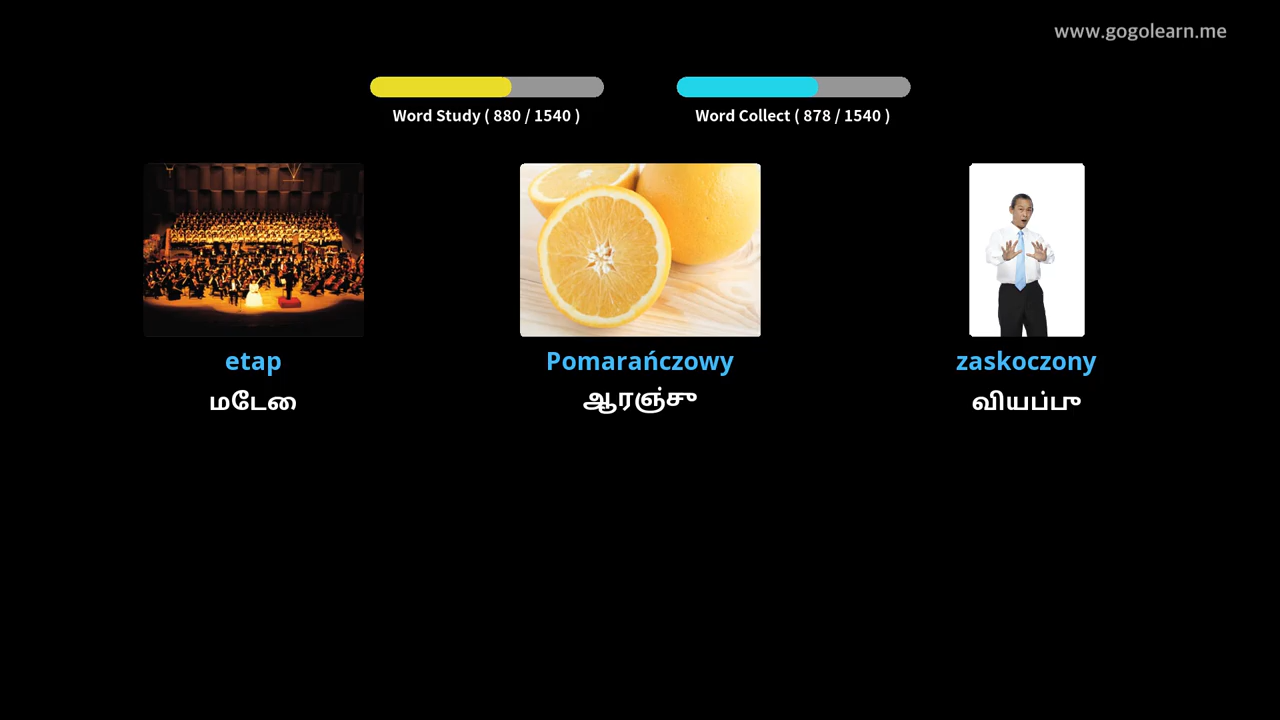 www.gogolearn.me
Word Study ( 880 / 1540 )
Word Collect ( 878 / 1540 )
etap
Pomarańczowy
zaskoczony
மடேை
ஆரஞ்சு
வியப்பு